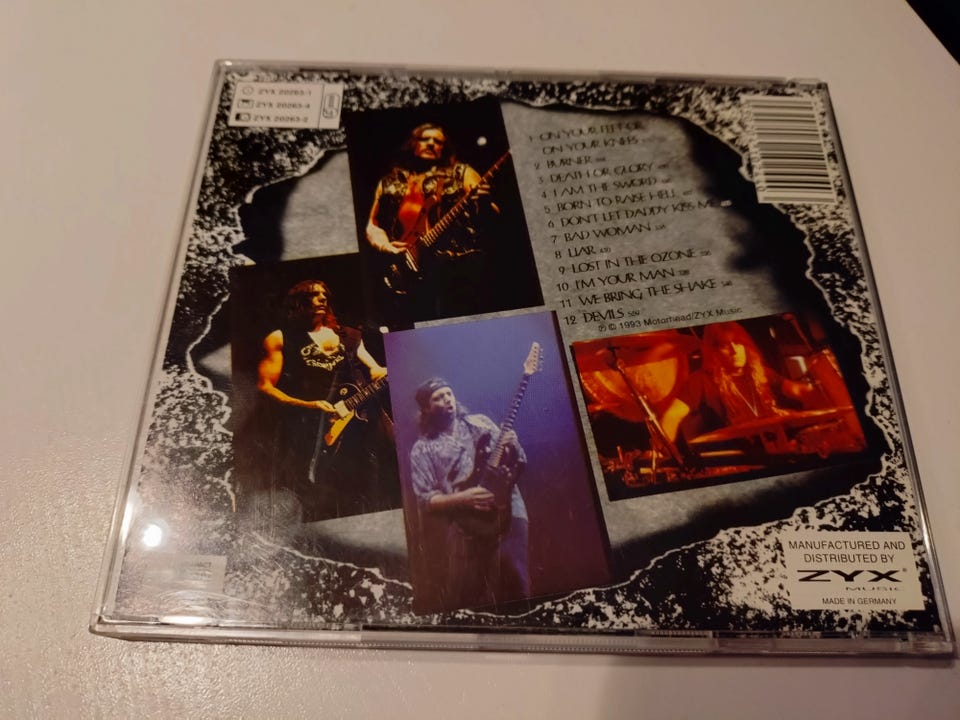 ZYX 20263-1
ZYX 20263-4
ZYX 20263-2
1 ON YOUR FEET OR
ON YOUR KNEES
2 BURNER
3 DEATH OR GLORY
4 I AM THE SWORD
5 BORN TO RAISE HELL
6 DON'T LET DADDY KISS ME
7 BAD WOMAN
8 LIAR
9 LOST IN THE OZONE
10 I'M YOUR MAN
11 WE BRING THE SHAKE
12 DEVILS
℗ © 1993 Motorhead/ZYX Music
MANUFACTURED AND
DISTRIBUTED BY
ZYX®
MUSIC
MADE IN GERMANY